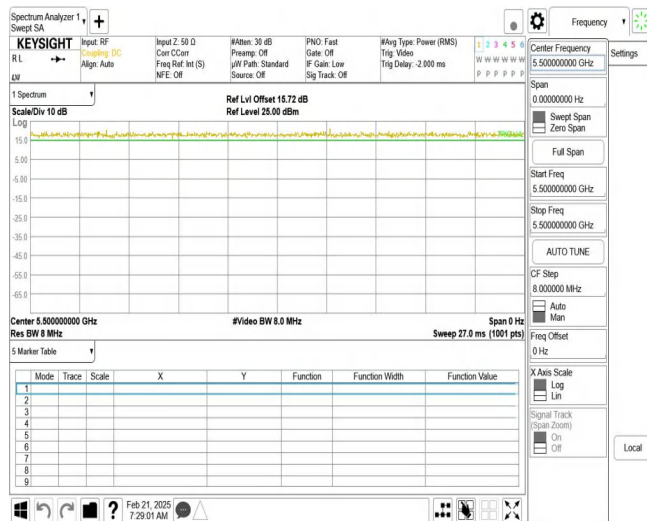 Spectrum Analyzer 1
Swept SA
+
Frequency
KEYSIGHT
R L
Input: RF
Coupling: DC
Align: Auto
Input Z: 50 Ω
Corr CCorr
Freq Ref: Int (S)
NFE: Off
#Atten: 30 dB
Preamp: Off
µW Path: Standard
Source: Off
PNO: Fast
Gate: Off
IF Gain: Low
Sig Track: Off
#Avg Type: Power (RMS)
Trig: Video
Trig Delay: -2.000 ms
1 2 3 4 5 6
W W W W W W
P P P P P P
1 Spectrum
Scale/Div 10 dB
Ref Lvl Offset 15.72 dB
Ref Level 25.00 dBm
Log
15.0
5.00
-5.00
-15.0
-25.0
-35.0
-45.0
-55.0
-65.0
Center 5.500000000 GHz
#Video BW 8.0 MHz
Span 0 Hz
Res BW 8 MHz
Sweep 27.0 ms (1001 pts)
5 Marker Table
Mode Trace Scale X Y Function Function Width Function Value
1
2
3
4
5
6
7
8
9
Feb 21, 2025
7:29:01 AM
Center Frequency
5.500000000 GHz
Span
0.00000000 Hz
Swept Span
Zero Span
Full Span
Start Freq
5.500000000 GHz
Stop Freq
5.500000000 GHz
AUTO TUNE
CF Step
8.000000 MHz
Auto
Man
Freq Offset
0 Hz
X Axis Scale
Log
Lin
Signal Track
(Span Zoom)
On
Off
Settings
Local